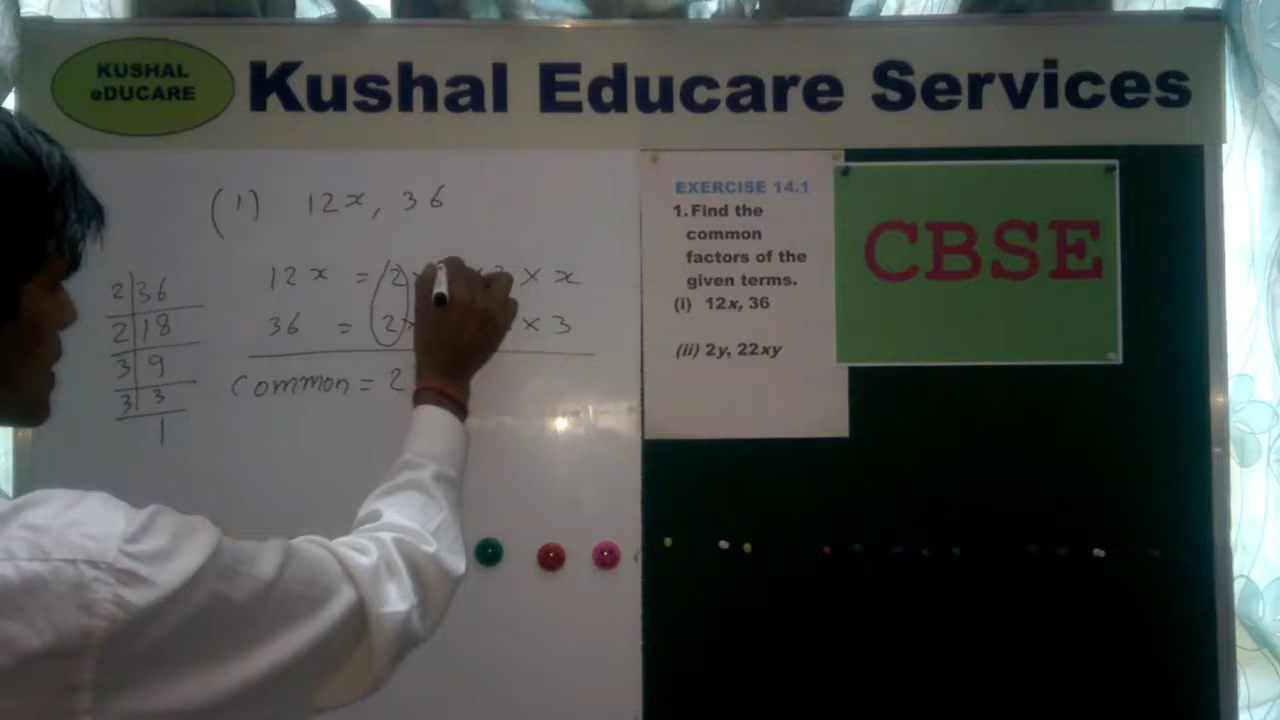 KUSHAL
eDUCARE
Kushal Educare Services
(1) 12x, 36
2 36
2 18
3 9
3 3
1
12x = 2 × x
36 = 2 × 3
Common = 2
EXERCISE 14.1
1. Find the
common
factors of the
given terms.
(i) 12x, 36
(ii) 2y, 22xy
CBSE